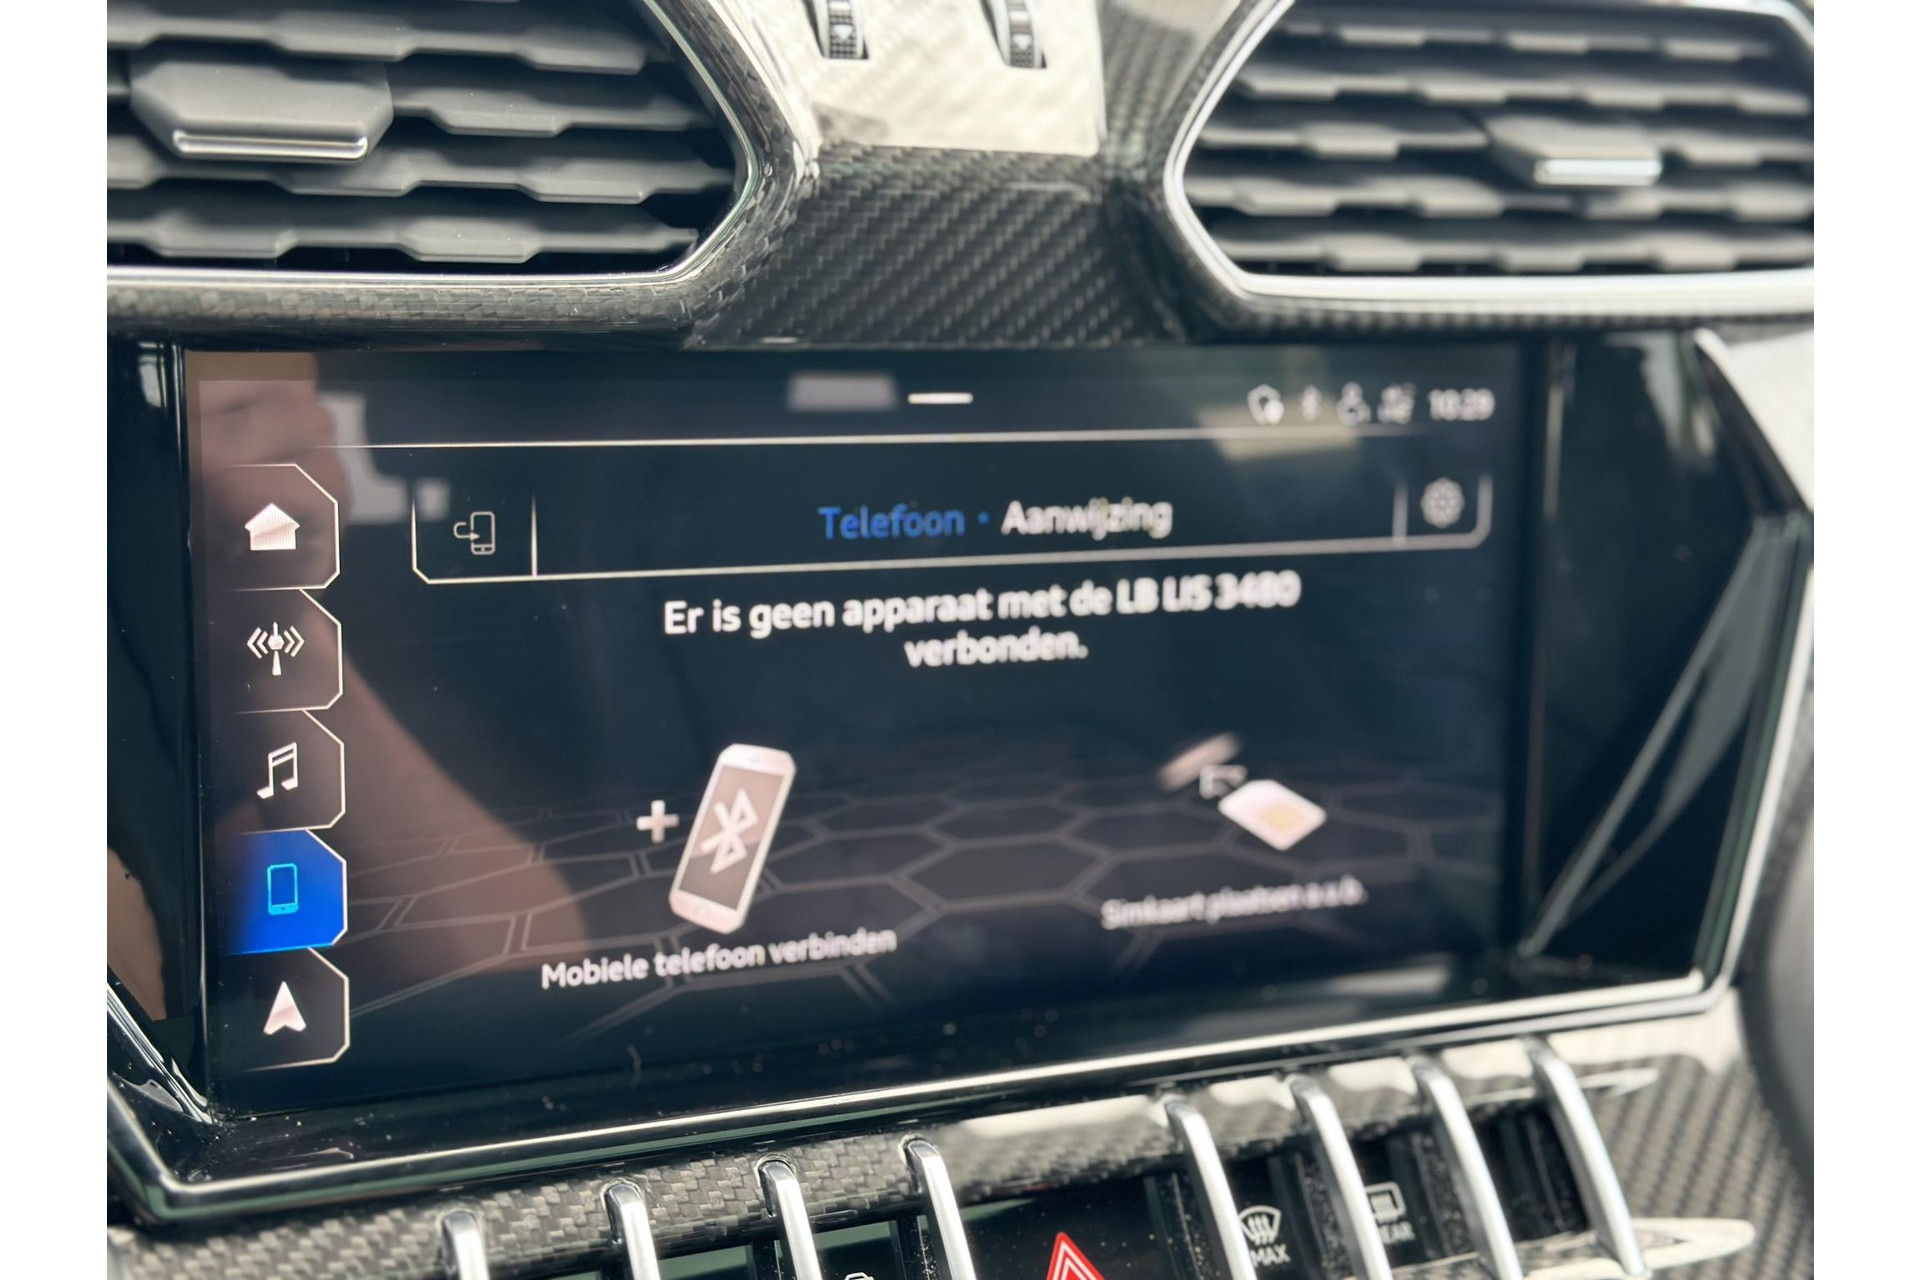 10:29
Telefoon • Aanwijzing
Er is geen apparaat met de LB LIS 3480
verbonden.
Mobiele telefoon verbinden
Simkaart plaatsen a.u.b.
MAX